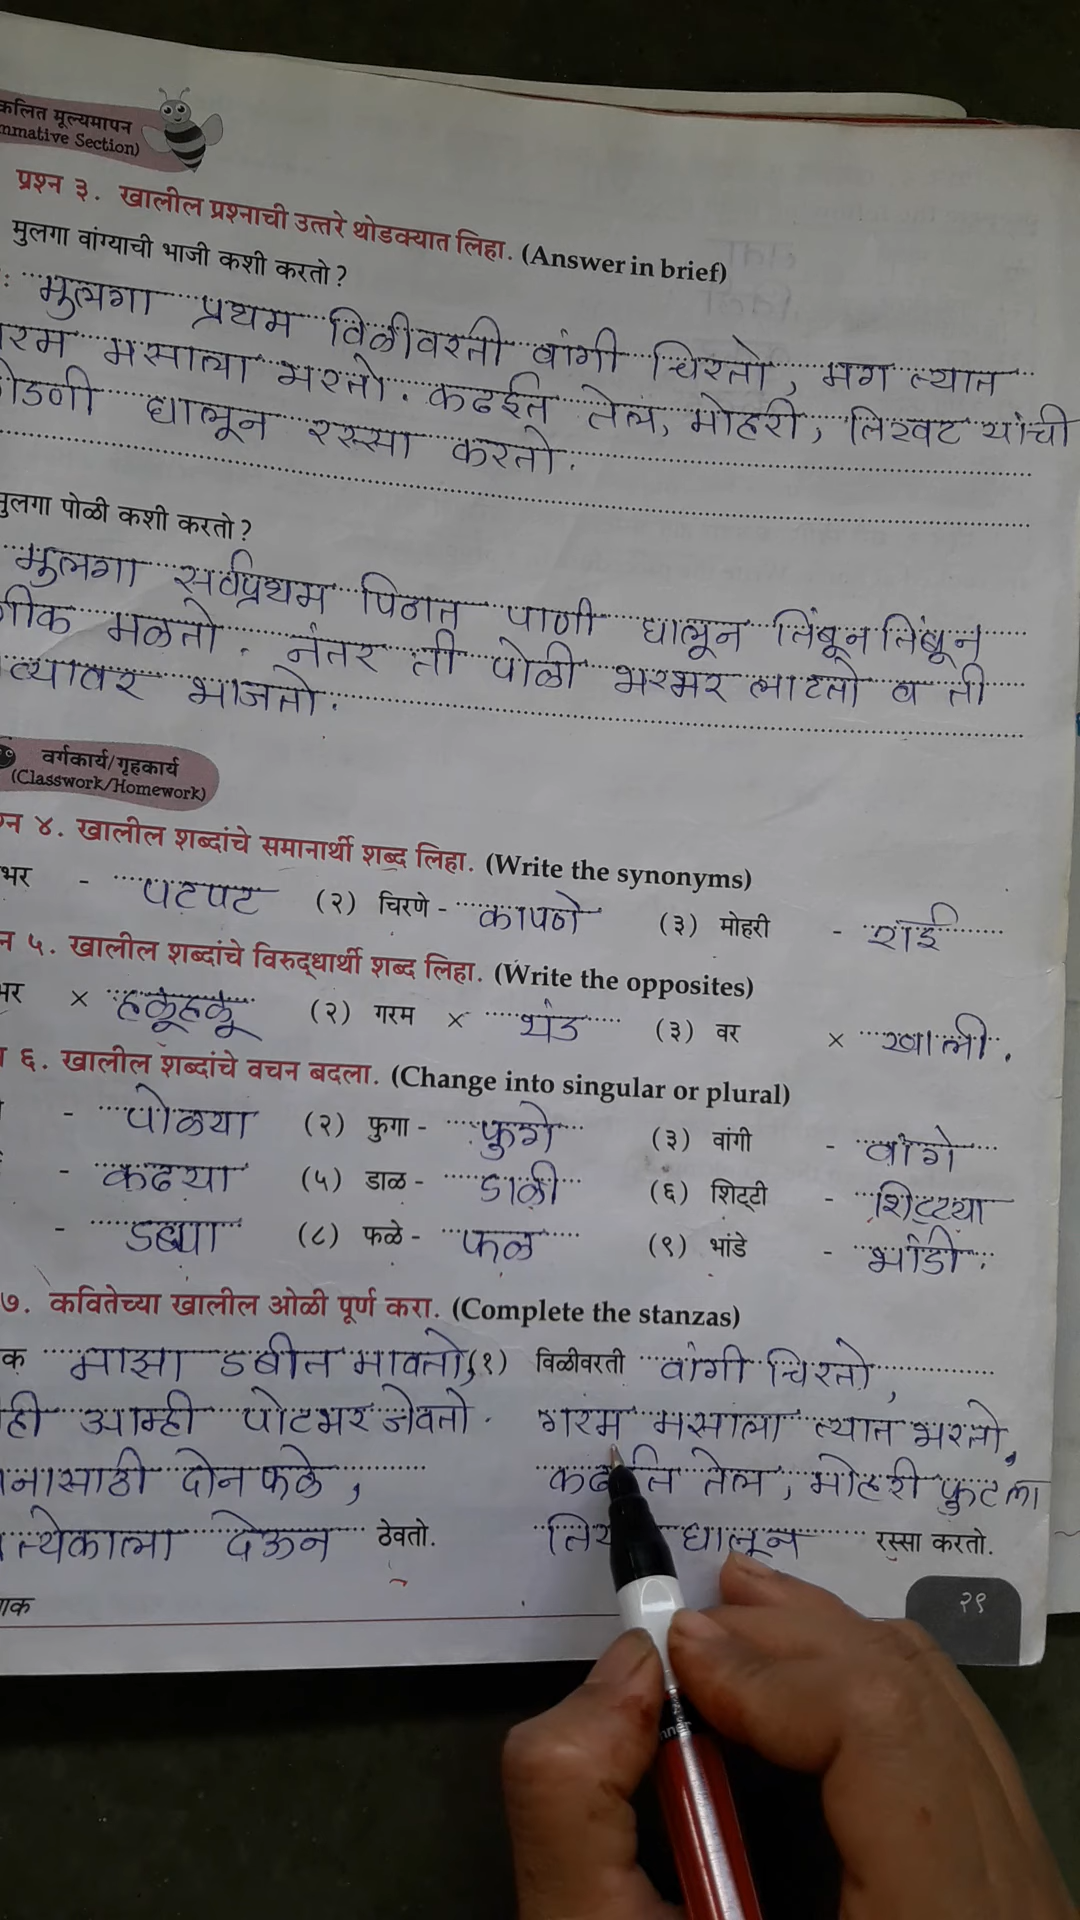 कलित मूल्यमापन
mmative Section)
प्रश्न ३. खालील प्रश्नाची उत्तरे थोडक्यात लिहा. (Answer in brief)
मुलगा वांग्याची भाजी कशी करतो?
मुलगा प्रथम विळीवरती वांगी चिरतो, मग त्यात
रम मसाला भरतो. कढईत तेल, मोहरी, तिखट यांची
ोडणी घालून रस्सा करतो.
मुलगा पोळी कशी करतो?
मुलगा सर्वप्रथम पिठात पाणी घालून तिंबून तिंबून
णीक मळतो. नंतर ती पोळी भरभर लाटतो व ती
व्यावर भाजतो.
वर्गकार्य/गृहकार्य
(Classwork/Homework)
न ४. खालील शब्दांचे समानार्थी शब्द लिहा. (Write the synonyms)
भर - पटपट (२) चिरणे - कापणे (३) मोहरी - राई
न ५. खालील शब्दांचे विरुद्धार्थी शब्द लिहा. (Write the opposites)
भर × हळूहळू (२) गरम × थंड (३) वर × खाली.
६. खालील शब्दांचे वचन बदला. (Change into singular or plural)
- पोळ्या (२) फुगा - फुगे (३) वांगी - वांगे
- कढया (५) डाळ - डाळी (६) शिट्टी - शिट्ट्या
- डब्या (८) फळे - फळ (९) भांडे - भांडी.
७. कवितेच्या खालील ओळी पूर्ण करा. (Complete the stanzas)
क माझा डबीत मावतो, (१) विळीवरती वांगी चिरतो,
ही आम्ही पोटभर जेवतो. गरम मसाला त्यात भरतो,
नासाठी दोन फळे, तेल, मोहरी फुटला
त्येकाला देऊन ठेवतो. घालून रस्सा करतो.
ाक
२९